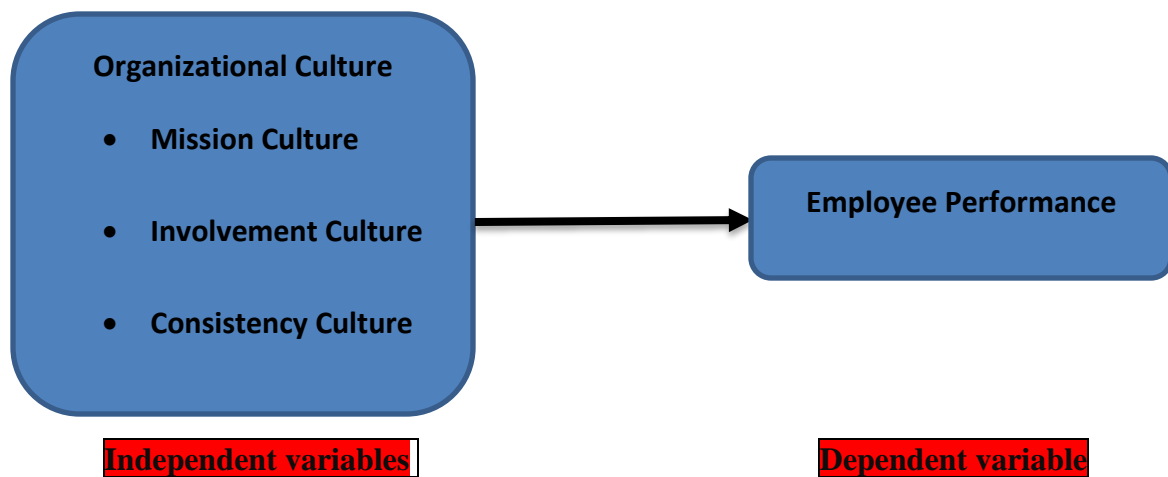 Organizational Culture
• Mission Culture
• Involvement Culture
• Consistency Culture
Employee Performance
Independent variables
Dependent variable